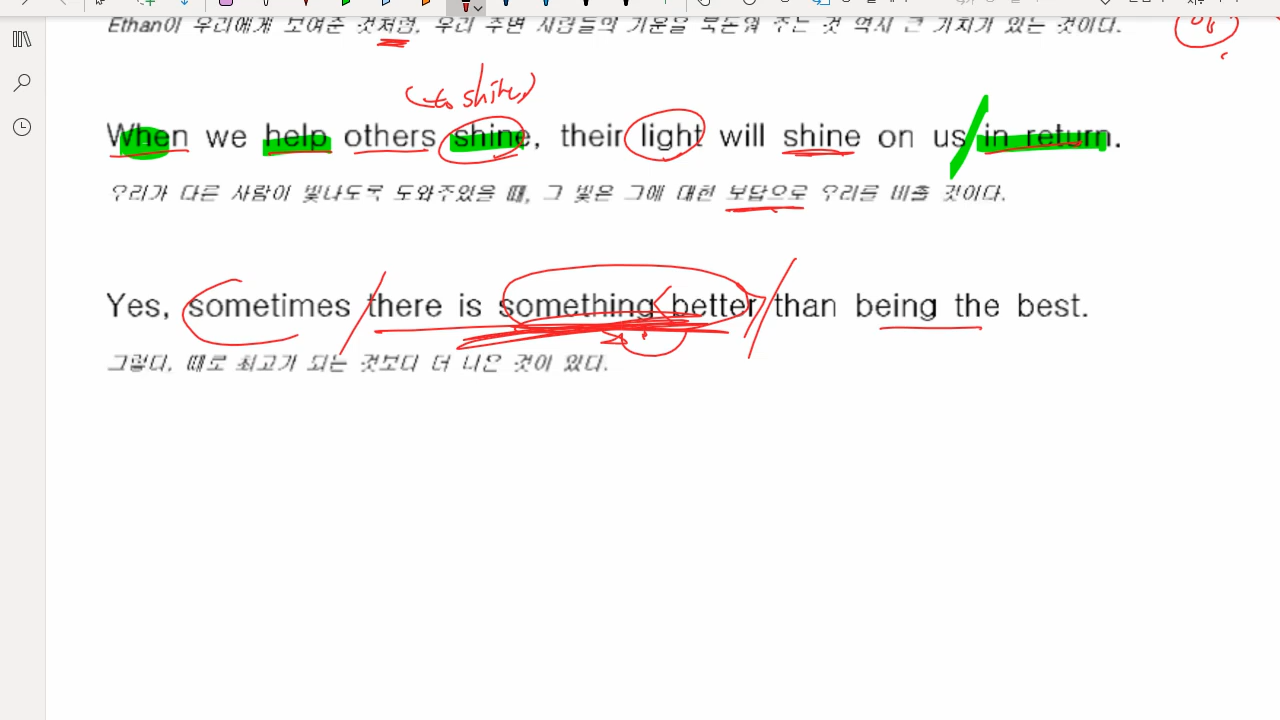 Ethan이 우리에게 보여준 것처럼, 우리 주변 사람들의 기운을 북돋워 주는 것 역시 큰 가치가 있는 것이다.
(to shine)
When we help others shine, their light will shine on us in return.
우리가 다른 사람이 빛나도록 도와주었을 때, 그 빛은 그에 대한 보답으로 우리를 비출 것이다.
Yes, sometimes there is something better than being the best.
그렇다, 때로 최고가 되는 것보다 더 나은 것이 있다.